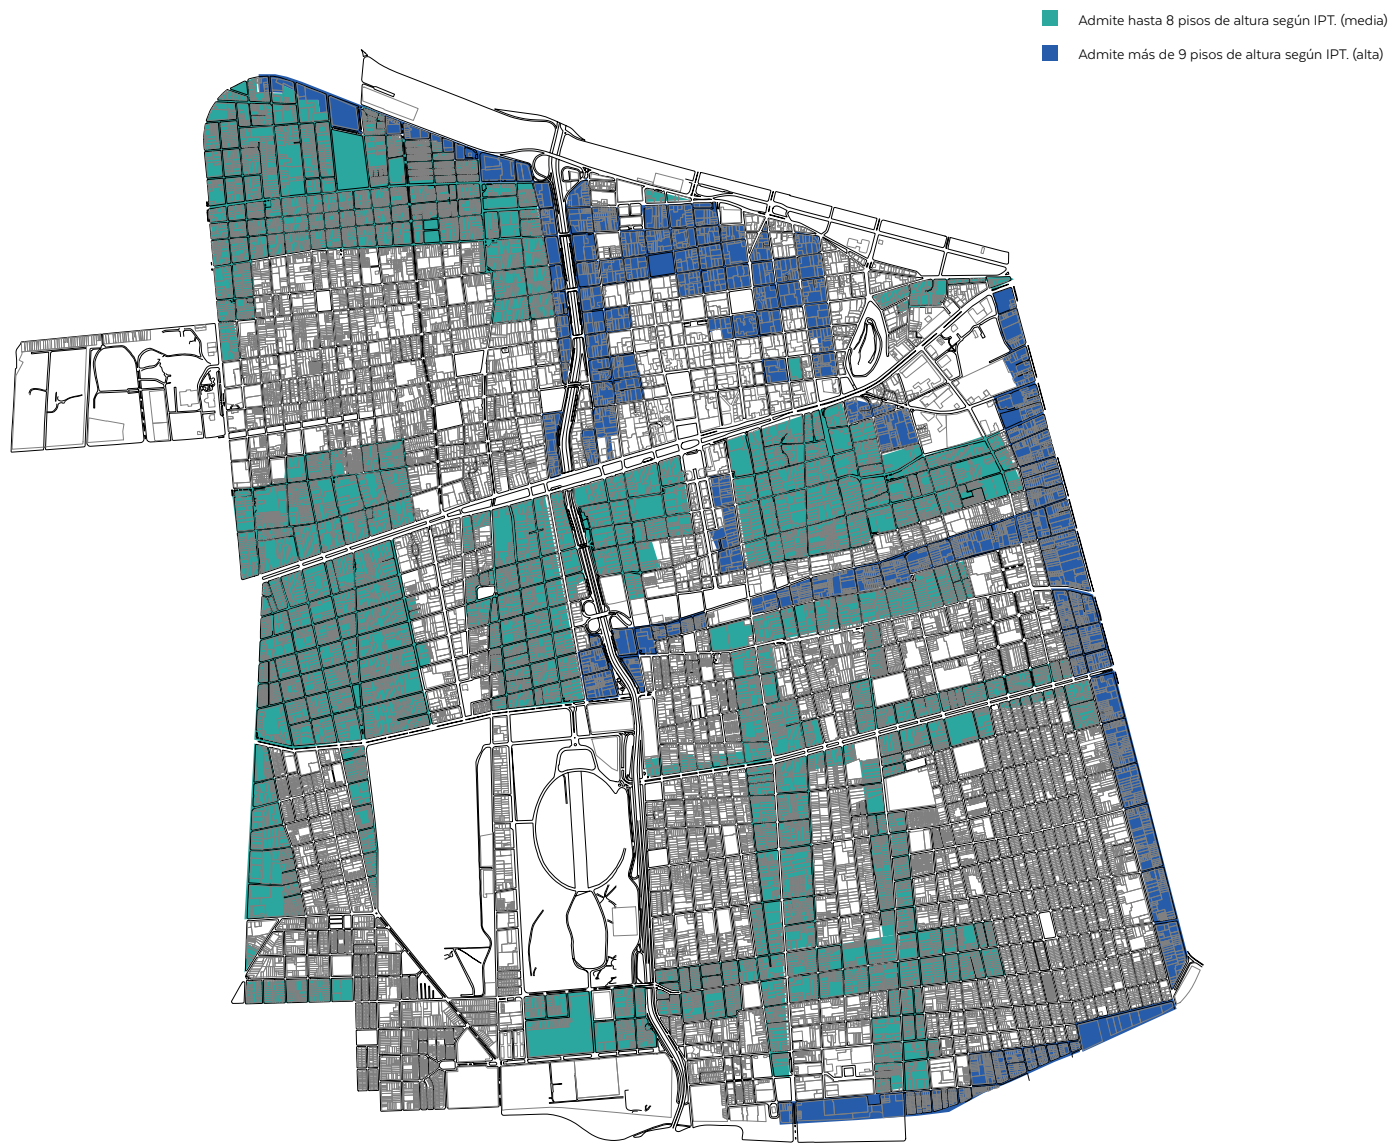 Admite hasta 8 pisos de altura según IPT. (media)
Admite más de 9 pisos de altura según IPT. (alta)